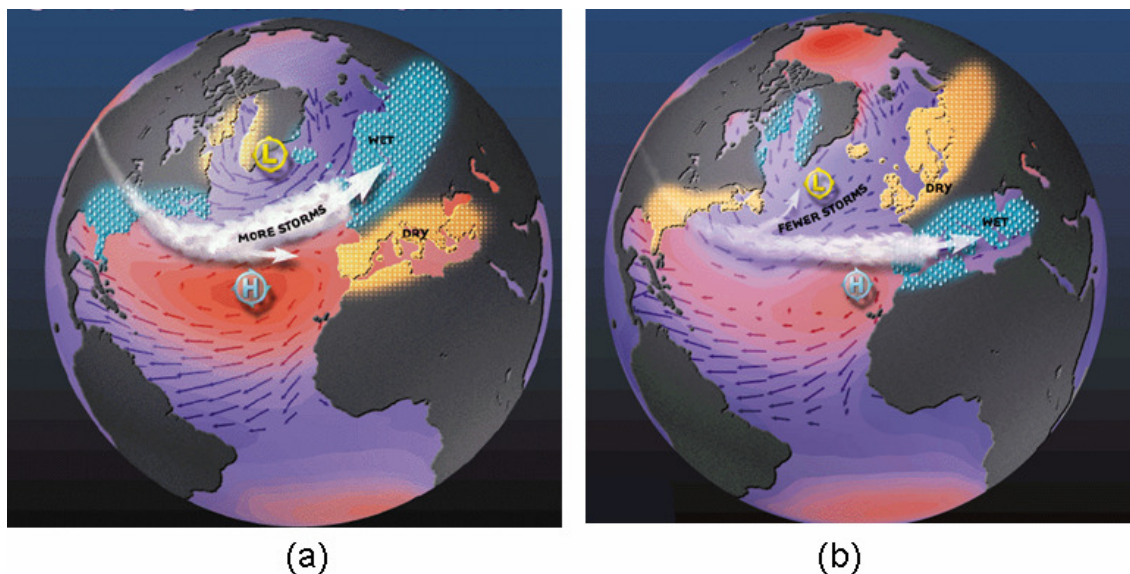 WET
L
MORE STORMS
DRY
H
(a)
L
FEWER STORMS
DRY
WET
H
(b)